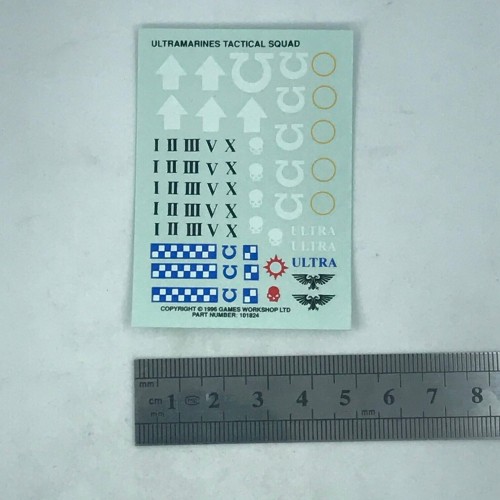 ULTRAMARINES TACTICAL SQUAD
I II III V X
I II III V X
I II III V X
I II III V X
I II III V X
ULTRA
ULTRA
ULTRA
COPYRIGHT © 1996 GAMES WORKSHOP LTD
PART NUMBER: 101824
mm
cm 1 2 3 4 5 6 7 8
mm